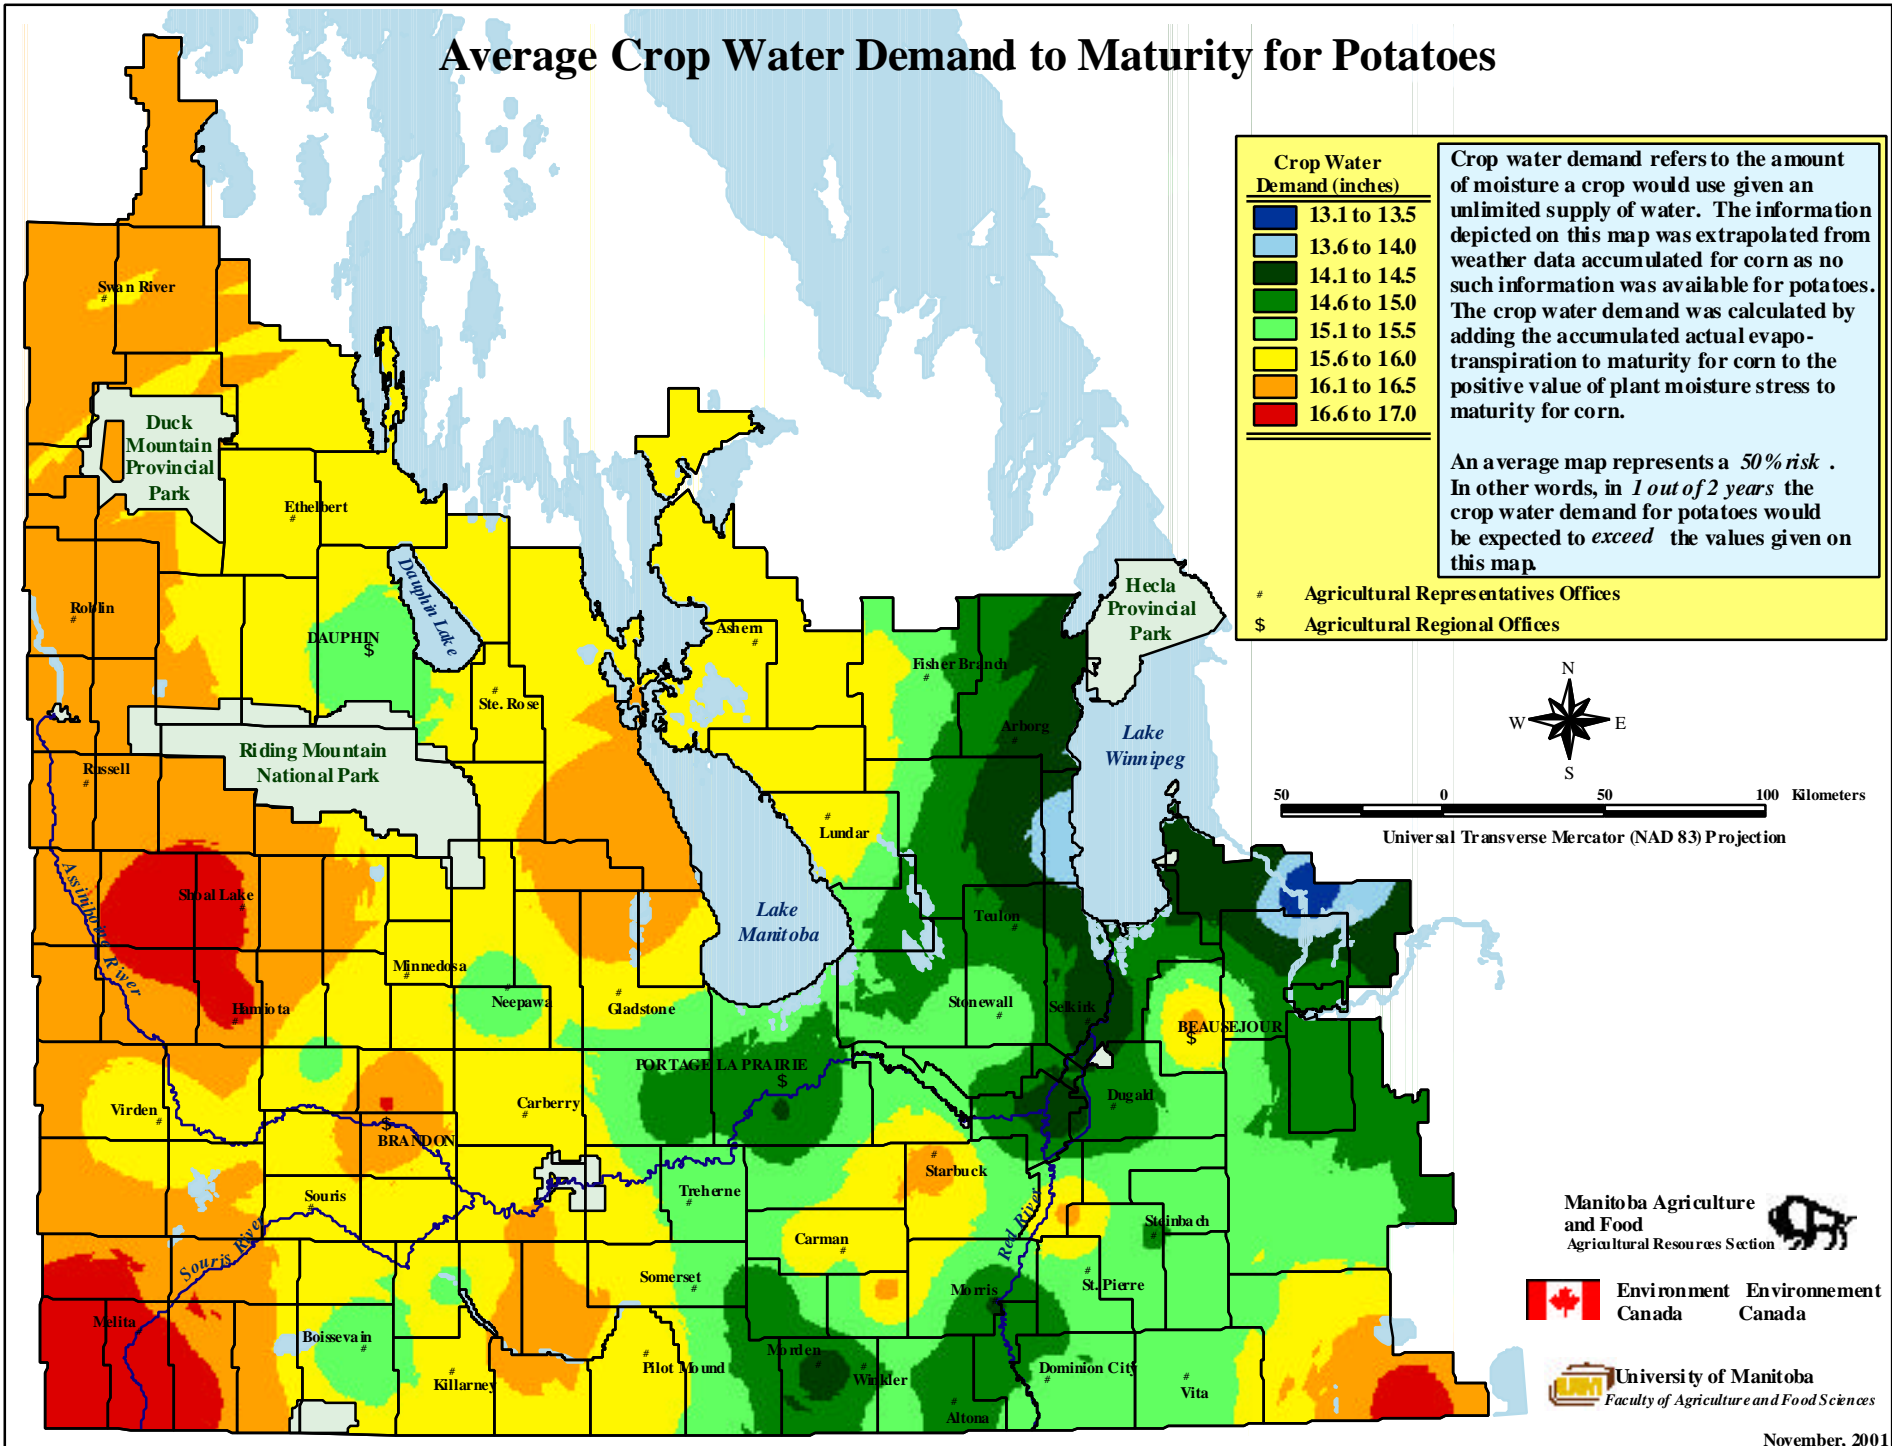 Average Crop Water Demand to Maturity for Potatoes
Crop Water
Demand (inches)
13.1 to 13.5
13.6 to 14.0
14.1 to 14.5
14.6 to 15.0
15.1 to 15.5
15.6 to 16.0
16.1 to 16.5
16.6 to 17.0
Crop water demand refers to the amount
of moisture a crop would use given an
unlimited supply of water. The information
depicted on this map was extrapolated from
weather data accumulated for corn as no
such information was available for potatoes.
The crop water demand was calculated by
adding the accumulated actual evapo-
transpiration to maturity for corn to the
positive value of plant moisture stress to
maturity for corn.
An average map represents a 50% risk .
In other words, in 1 out of 2 years the
crop water demand for potatoes would
be expected to exceed the values given on
this map.
# Agricultural Representatives Offices
$ Agricultural Regional Offices
N
W E
S
50 0 50 100 Kilometers
Universal Transverse Mercator (NAD 83) Projection
Swan River
#
Duck
Mountain
Provincial
Park
Ethelbert
#
Roblin
#
DAUPHIN
$
Dauphin Lake
Ste. Rose
#
Ashern
#
Fisher Branch
#
Hecla
Provincial
Park
Arborg
#
Lake
Winnipeg
Riding Mountain
National Park
Russell
#
Lundar
#
Shoal Lake
#
Assiniboine River
Lake
Manitoba
Teulon
#
Minnedosa
#
Neepawa
#
Gladstone
#
Stonewall
#
Selkirk
#
Hamiota
#
BEAUSEJOUR
$
PORTAGE LA PRAIRIE
$
Virden
#
BRANDON
$
Carberry
#
Dugald
#
Starbuck
#
Souris
#
Treherne
#
Red River
Steinbach
#
Souris River
Carman
#
Somerset
#
Morris
St. Pierre
#
Melita
Boissevain
#
Killarney
#
Pilot Mound
#
Morden
#
Winkler
#
Altona
#
Dominion City
#
Vita
#
Manitoba Agriculture
and Food
Agricultural Resources Section
Environment Environnement
Canada Canada
University of Manitoba
Faculty of Agriculture and Food Sciences
November, 2001